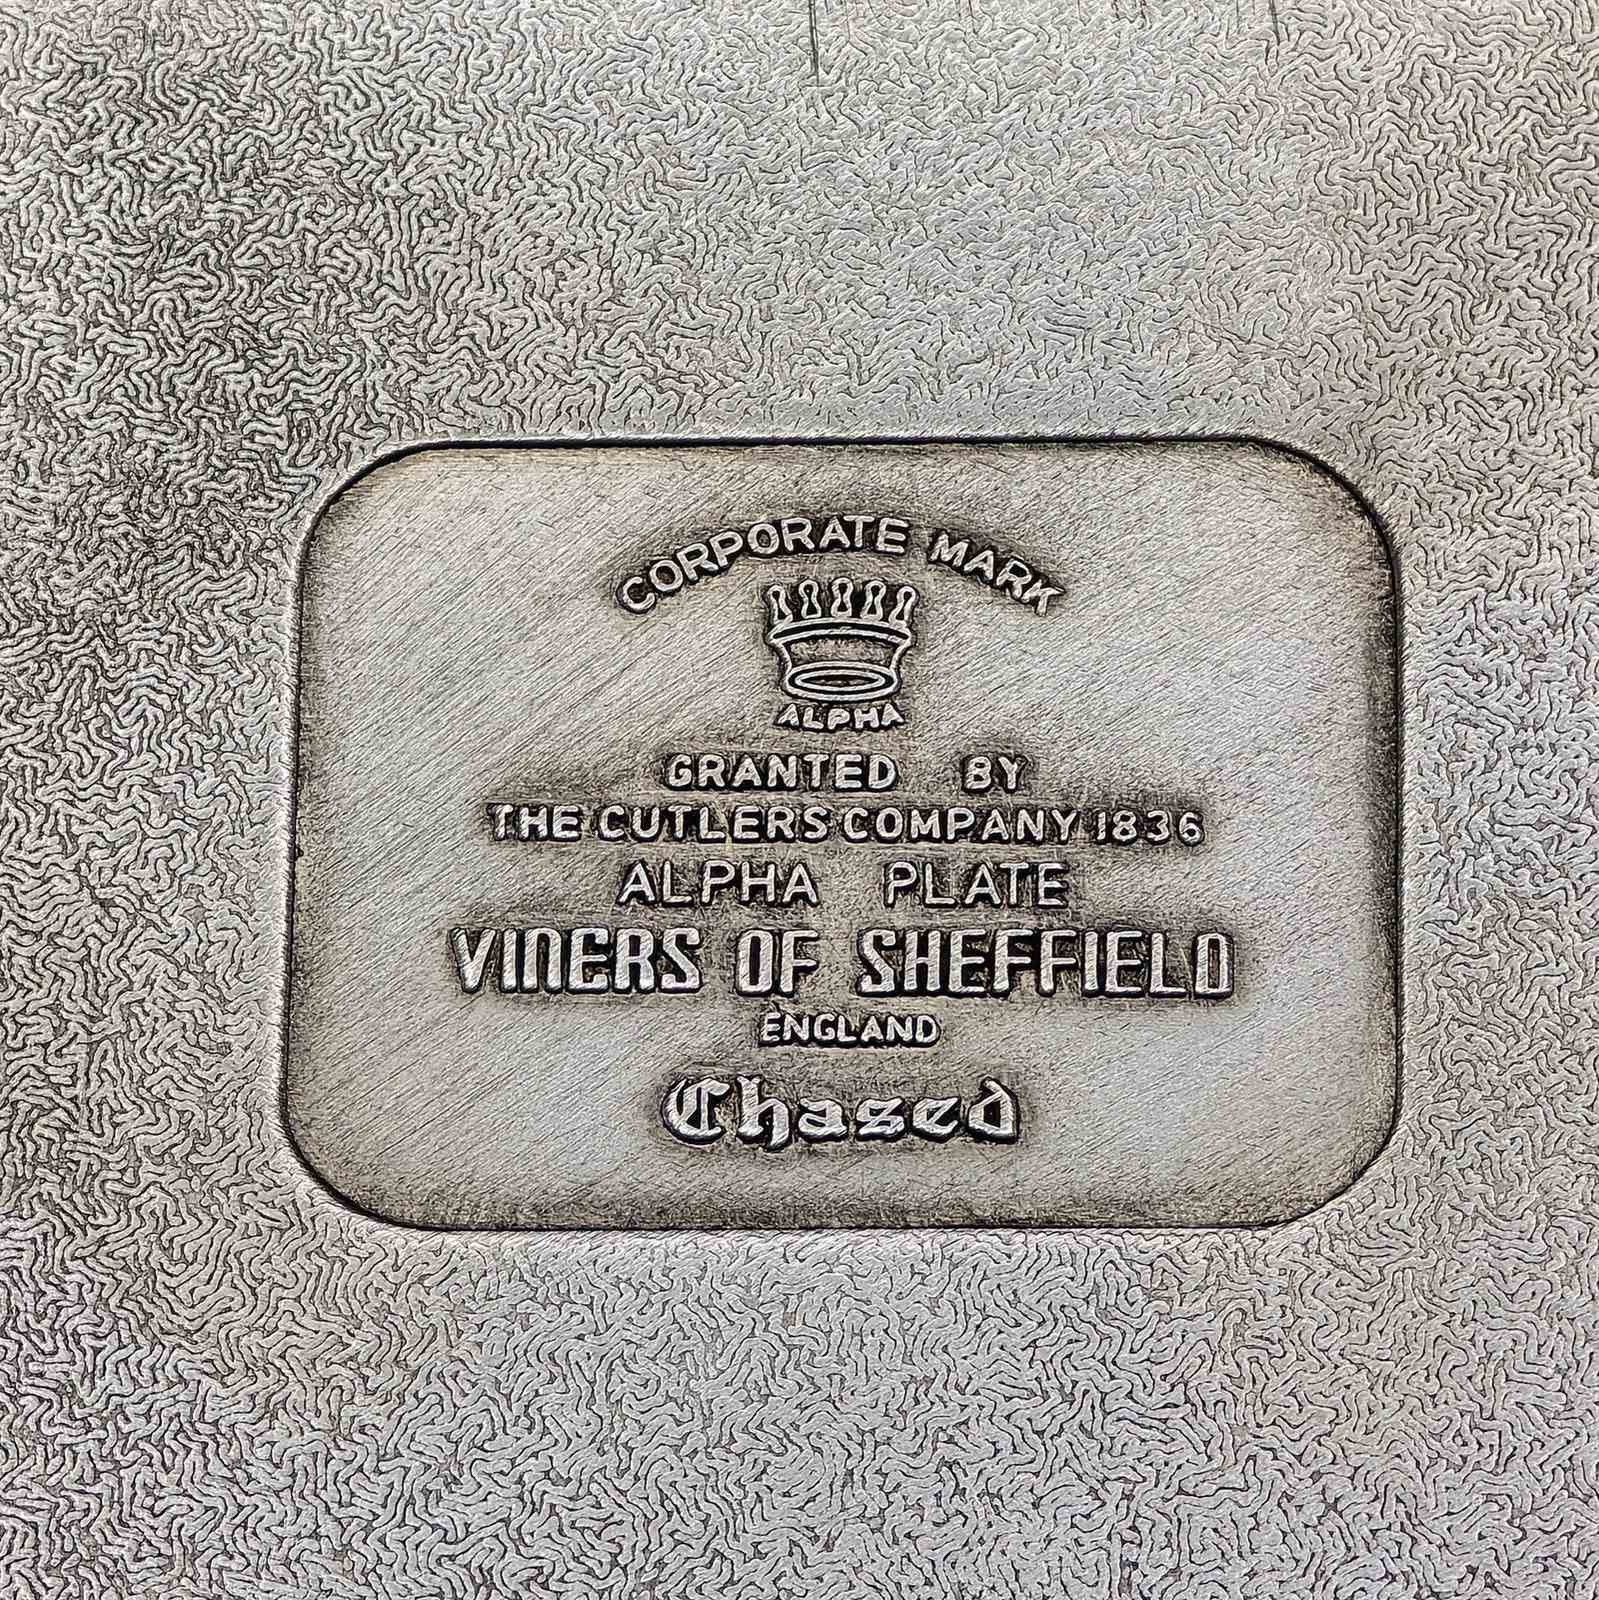 CORPORATE MARK
ALPHA
GRANTED BY
THE CUTLERS COMPANY 1836
ALPHA PLATE
VINERS OF SHEFFIELD
ENGLAND
Chased